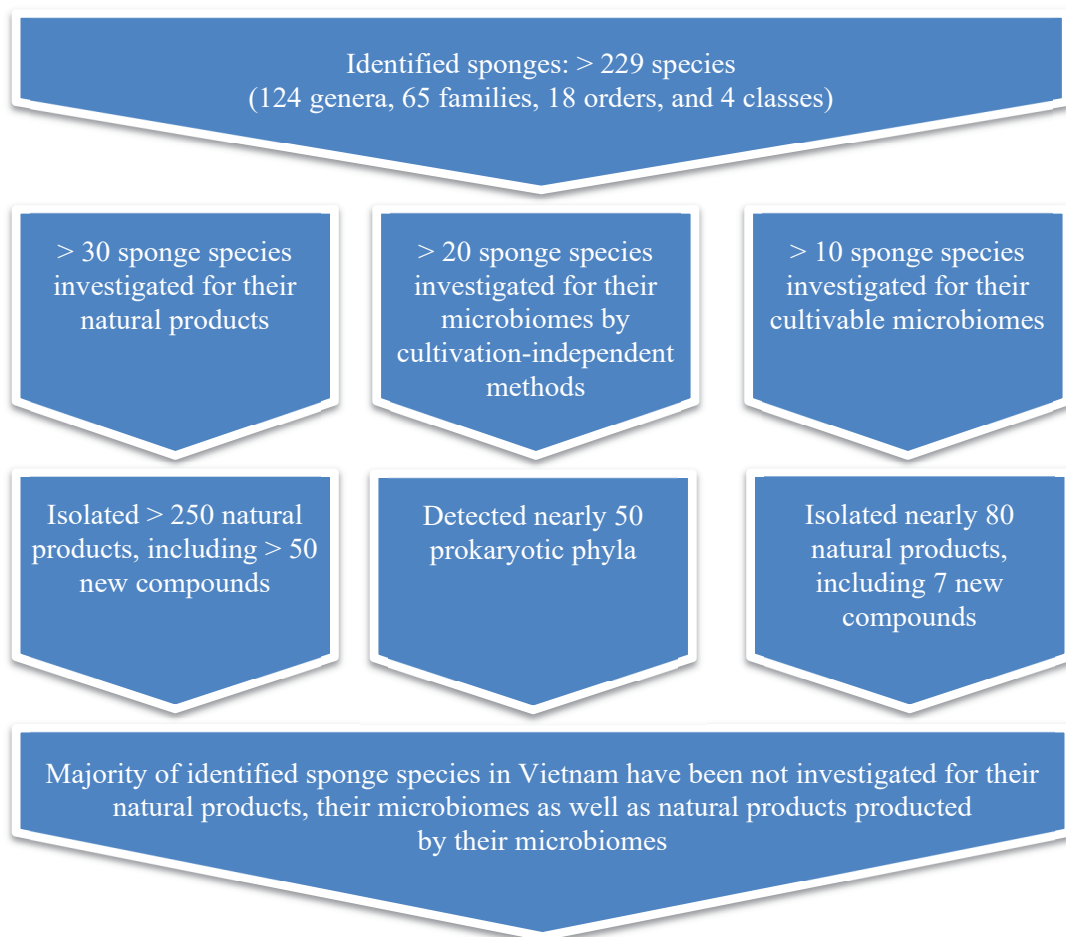 Identified sponges: > 229 species
(124 genera, 65 families, 18 orders, and 4 classes)
> 30 sponge species
investigated for their
natural products
> 20 sponge species
investigated for their
microbiomes by
cultivation-independent
methods
> 10 sponge species
investigated for their
cultivable microbiomes
Isolated > 250 natural
products, including > 50
new compounds
Detected nearly 50
prokaryotic phyla
Isolated nearly 80
natural products,
including 7 new
compounds
Majority of identified sponge species in Vietnam have been not investigated for their
natural products, their microbiomes as well as natural products producted
by their microbiomes